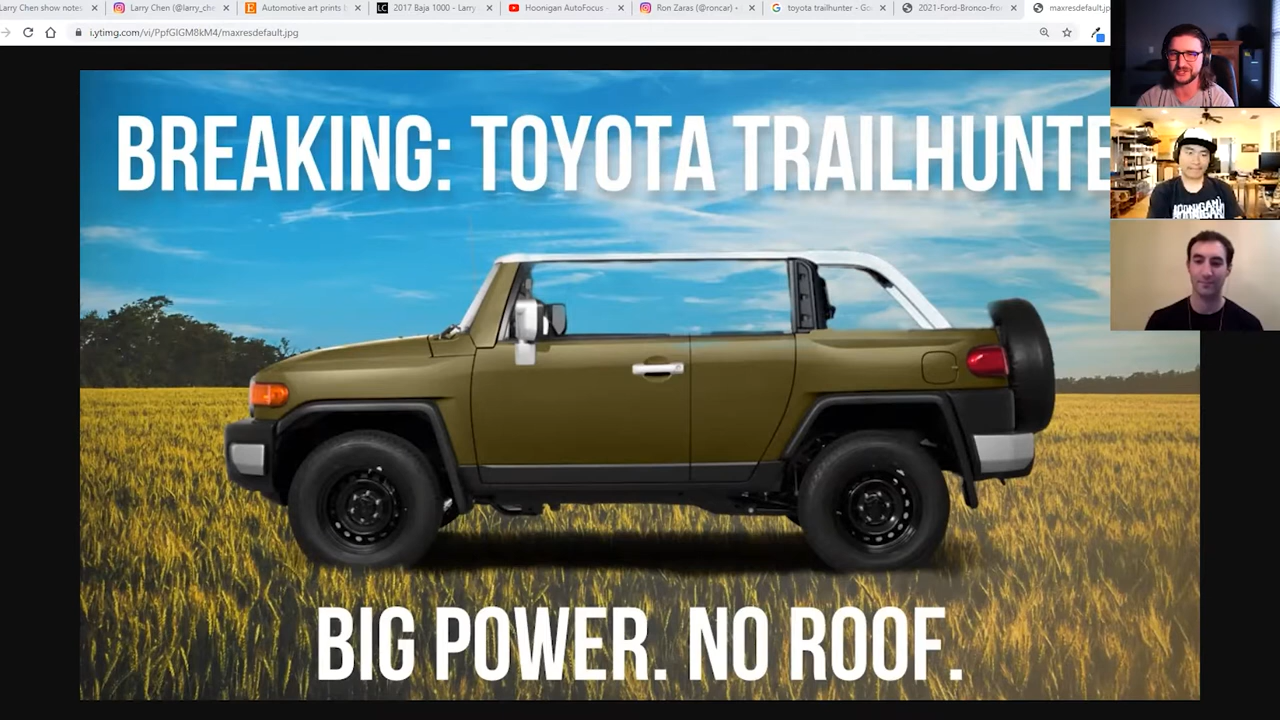 Larry Chen show notes
Larry Chen (@larry_che
Automotive art prints
2017 Baja 1000 - Larry
Hoonigan AutoFocus -
Ron Zaras (@roncar) •
toyota trailhunter - Go
2021-Ford-Bronco-fro
maxresdefault.jp
i.ytimg.com/vi/PpfGIGM8kM4/maxresdefault.jpg
BREAKING: TOYOTA TRAILHUNTE
HOONIGAN
BIG POWER. NO ROOF.